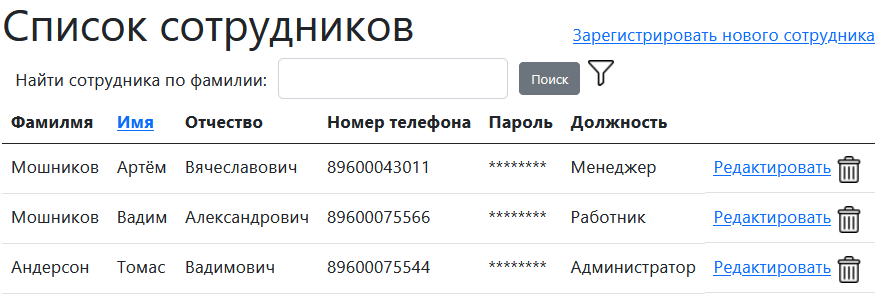 Список сотрудников
Зарегистрировать нового сотрудника
Найти сотрудника по фамилии: Поиск
Фамилмя Имя Отчество Номер телефона Пароль Должность
Мошников Артём Вячеславович 89600043011 ******** Менеджер Редактировать
Мошников Вадим Александрович 89600075566 ******** Работник Редактировать
Андерсон Томас Вадимович 89600075544 ******** Администратор Редактировать